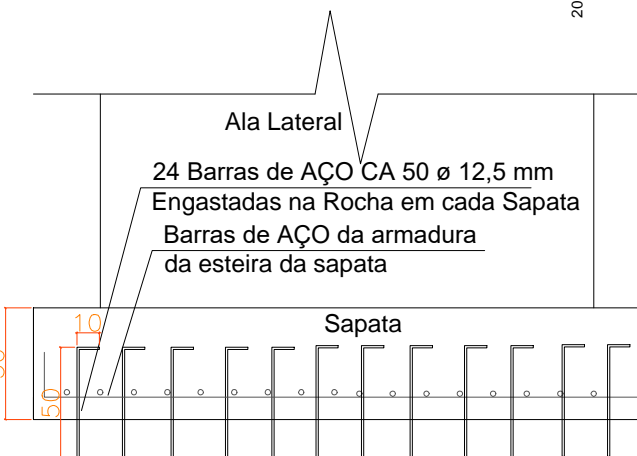 20
Ala Lateral
24 Barras de AÇO CA 50 ø 12,5 mm
Engastadas na Rocha em cada Sapata
Barras de AÇO da armadura
da esteira da sapata
10
Sapata
50